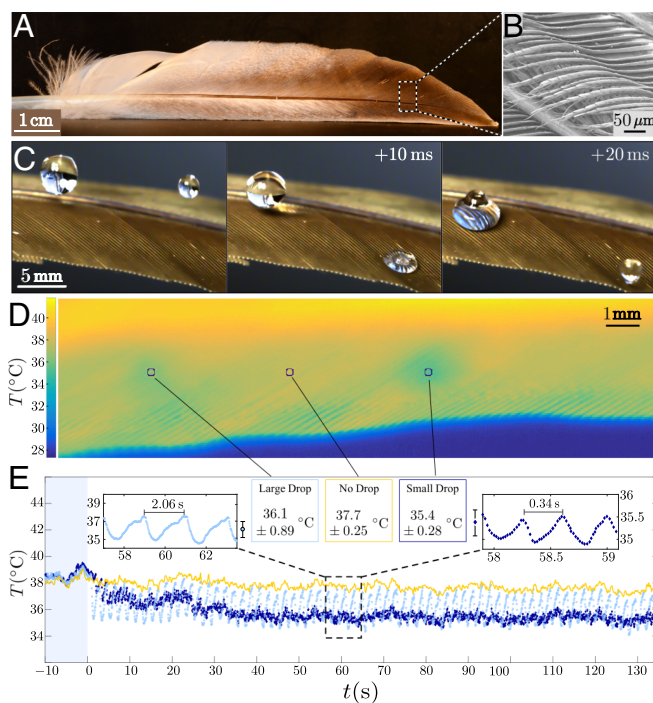 A
1 cm
B
50 μm
C
+10 ms
+20 ms
5 mm
D
1 mm
T(°C)
40
38
36
34
32
30
28
E
Large Drop
36.1
± 0.89
°C
No Drop
37.7
± 0.25
°C
Small Drop
35.4
± 0.28
°C
37
35
2.06 s
58
60
62
0.34 s
36
35.5
35
58
58.6
59
T(°C)
44
42
40
38
36
34
-10
0
10
20
30
40
50
60
70
80
90
100
110
120
130
t(s)